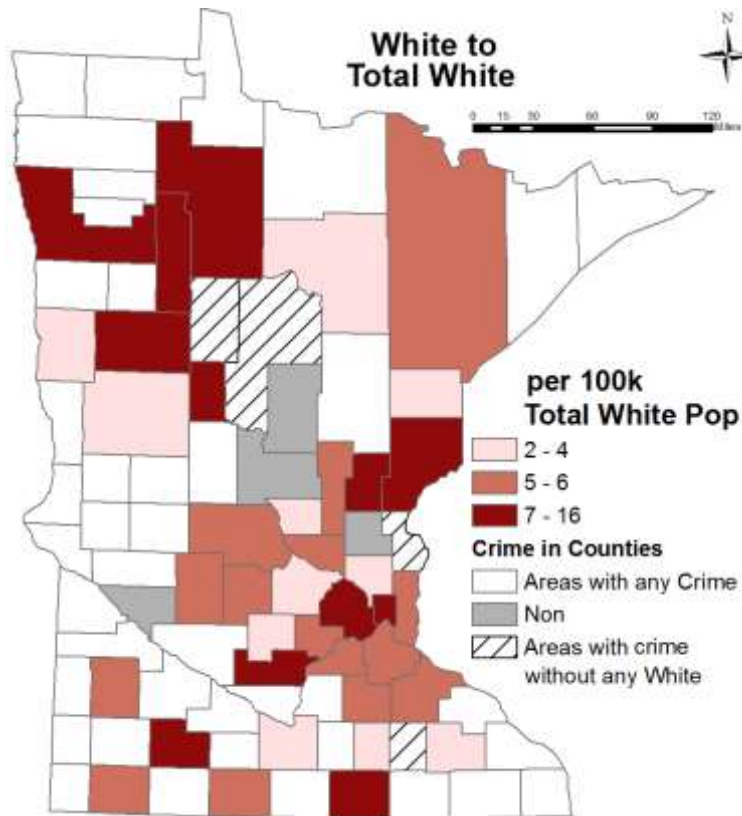 White to
Total White
N
0 15 30 60 90 120
Miles
per 100k
Total White Pop
2 - 4
5 - 6
7 - 16
Crime in Counties
Areas with any Crime
Non
Areas with crime
without any White